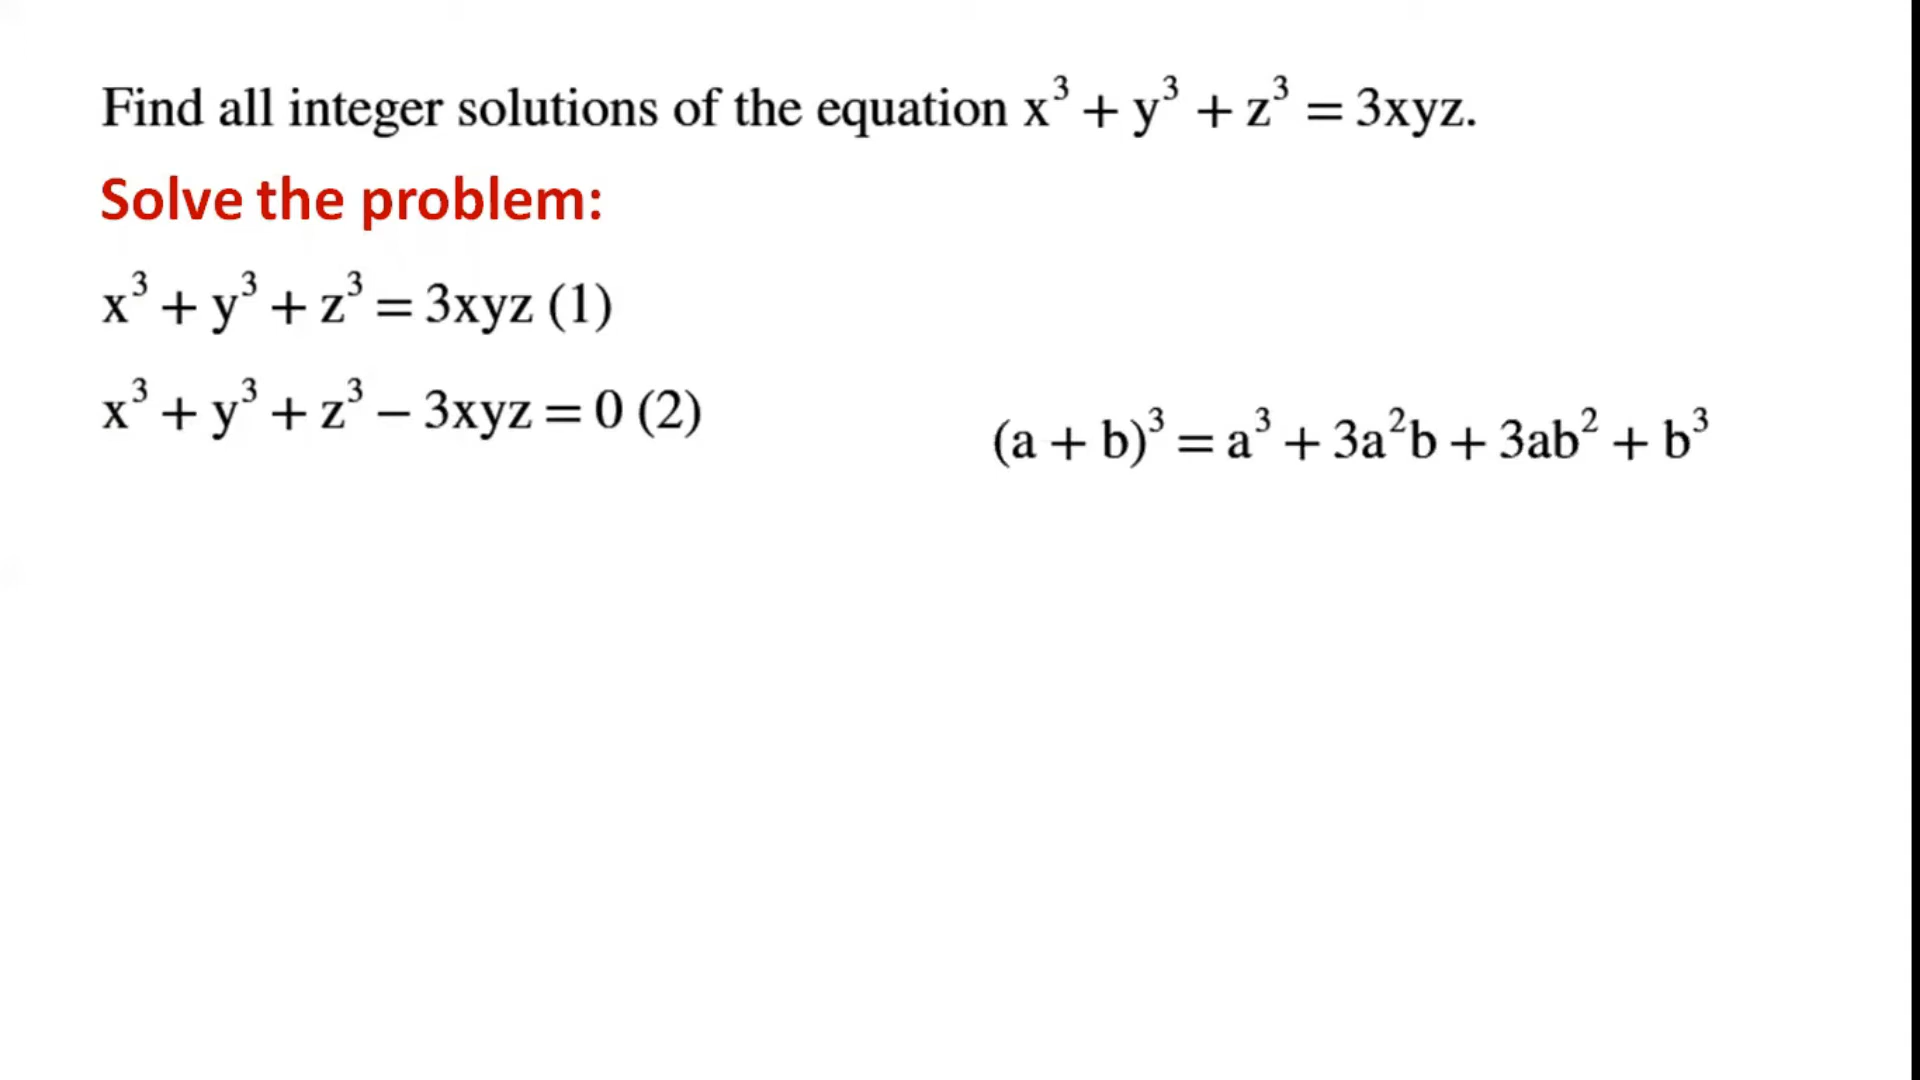 Find all integer solutions of the equation x³ + y³ + z³ = 3xyz.
Solve the problem:
x³ + y³ + z³ = 3xyz (1)
x³ + y³ + z³ − 3xyz = 0 (2)
(a + b)³ = a³ + 3a²b + 3ab² + b³